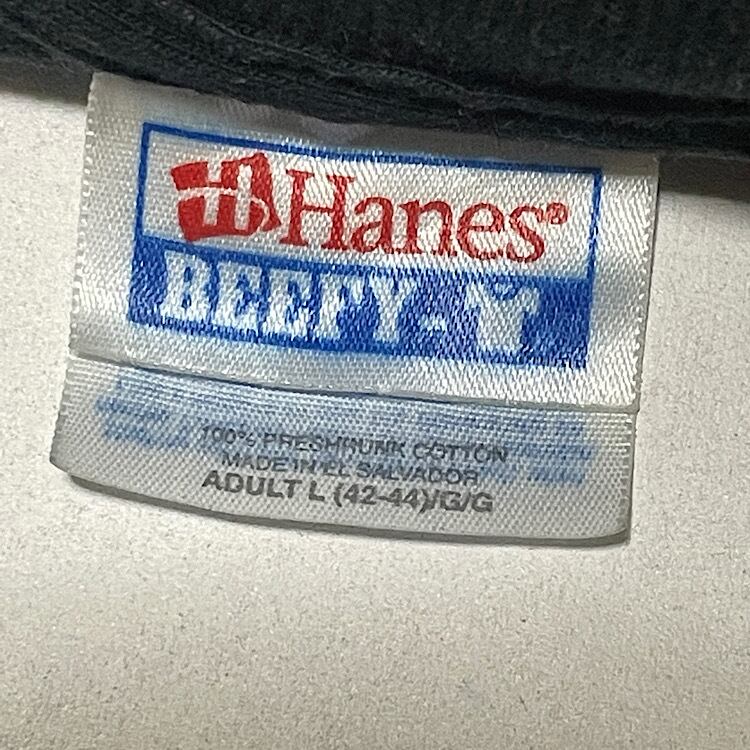 Hanes®
BEEFY-T
100% PRESHRUNK COTTON
MADE IN EL SALVADOR
ADULT L (42-44)/G/G